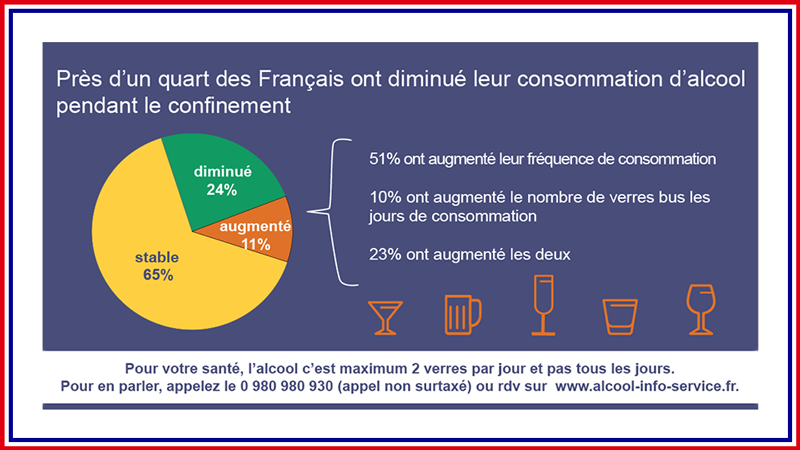 Près d’un quart des Français ont diminué leur consommation d’alcool
pendant le confinement
diminué
24%
augmenté
11%
stable
65%
51% ont augmenté leur fréquence de consommation
10% ont augmenté le nombre de verres bus les
jours de consommation
23% ont augmenté les deux
Pour votre santé, l’alcool c’est maximum 2 verres par jour et pas tous les jours.
Pour en parler, appelez le 0 980 980 930 (appel non surtaxé) ou rdv sur www.alcool-info-service.fr.